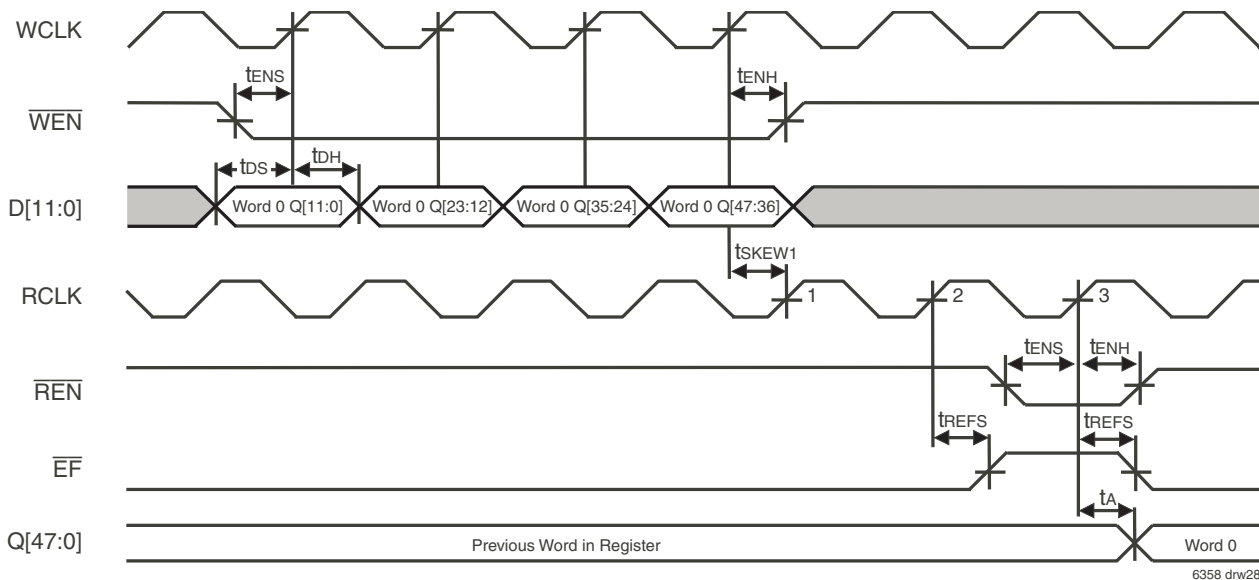 WCLK
tENS
tENH
WEN
tDS
tDH
D[11:0]
Word 0 Q[11:0]
Word 0 Q[23:12]
Word 0 Q[35:24]
Word 0 Q[47:36]
tSKEW1
RCLK
1
2
3
tENS
tENH
REN
tREFS
tREFS
EF
tA
Q[47:0]
Previous Word in Register
Word 0
6358 drw28